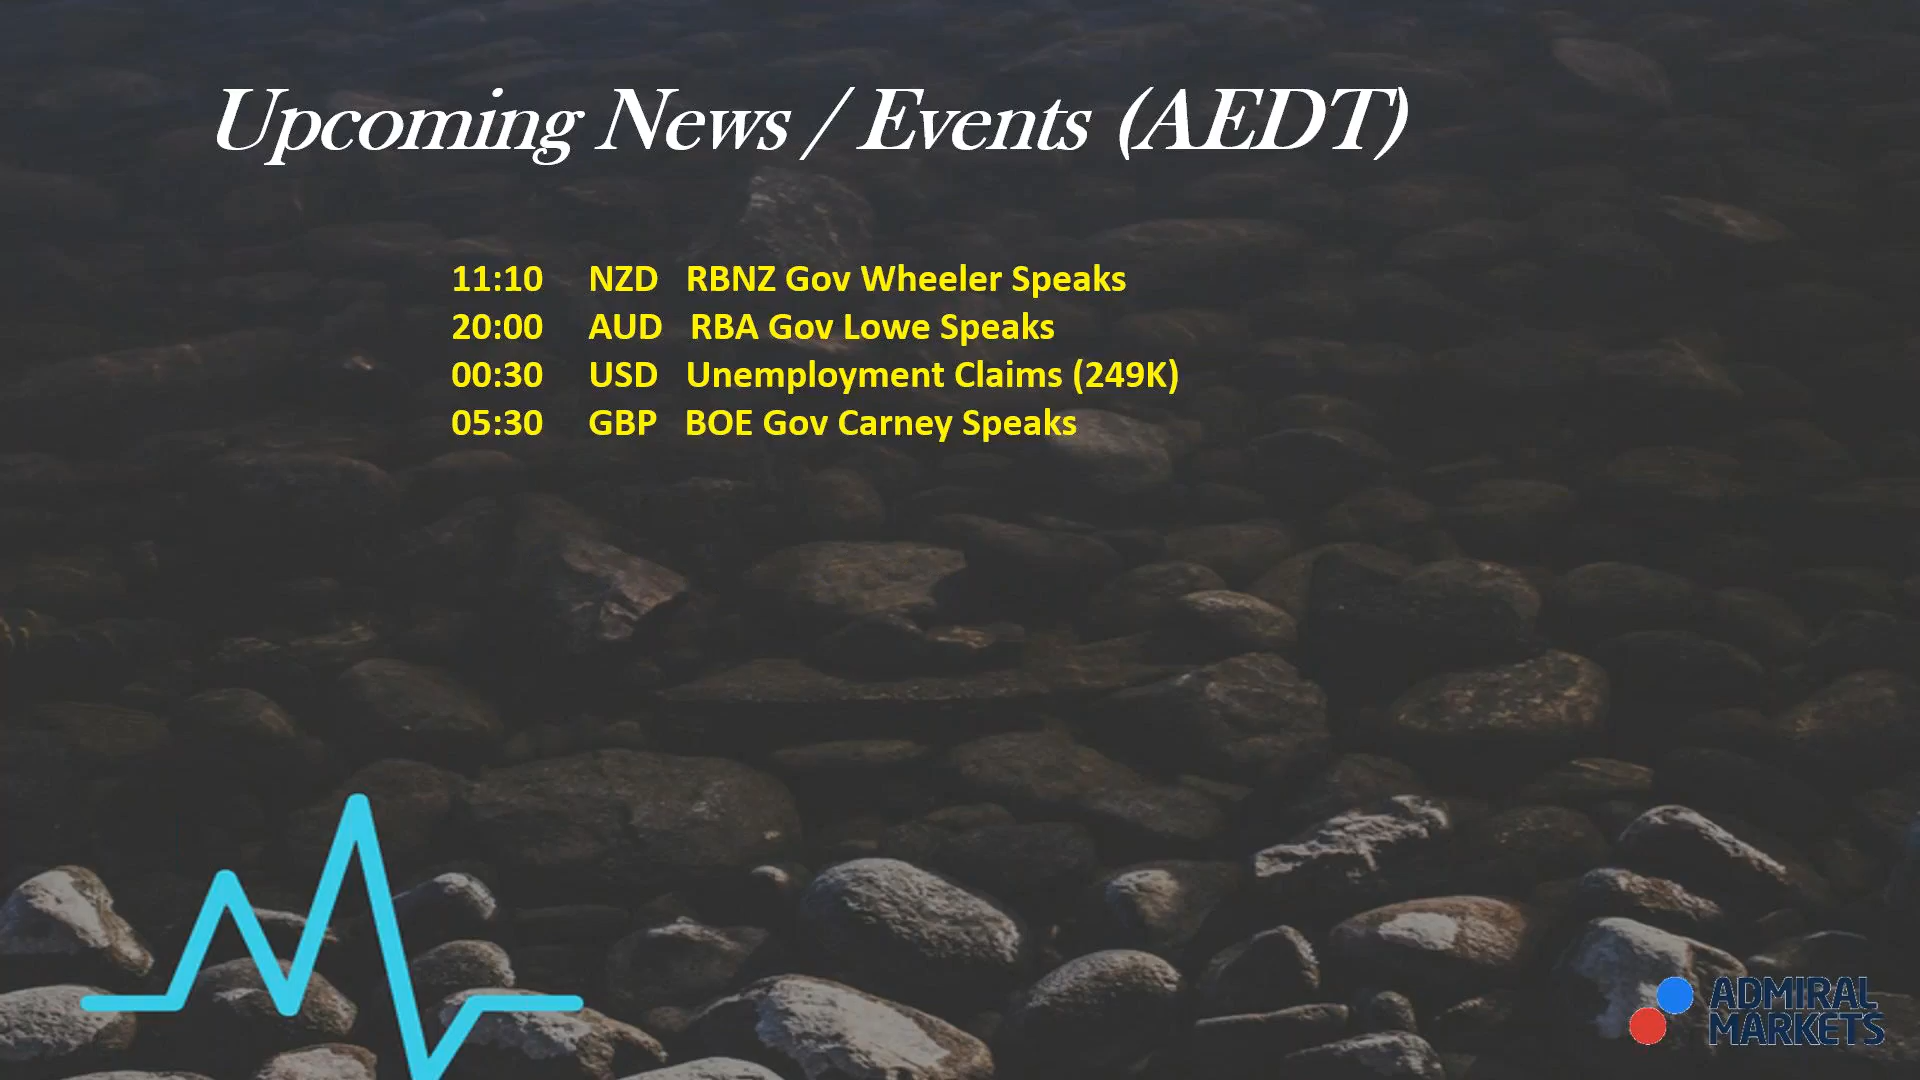 Upcoming News / Events (AEDT)
11:10 NZD RBNZ Gov Wheeler Speaks
20:00 AUD RBA Gov Lowe Speaks
00:30 USD Unemployment Claims (249K)
05:30 GBP BOE Gov Carney Speaks
ADMIRAL
MARKETS